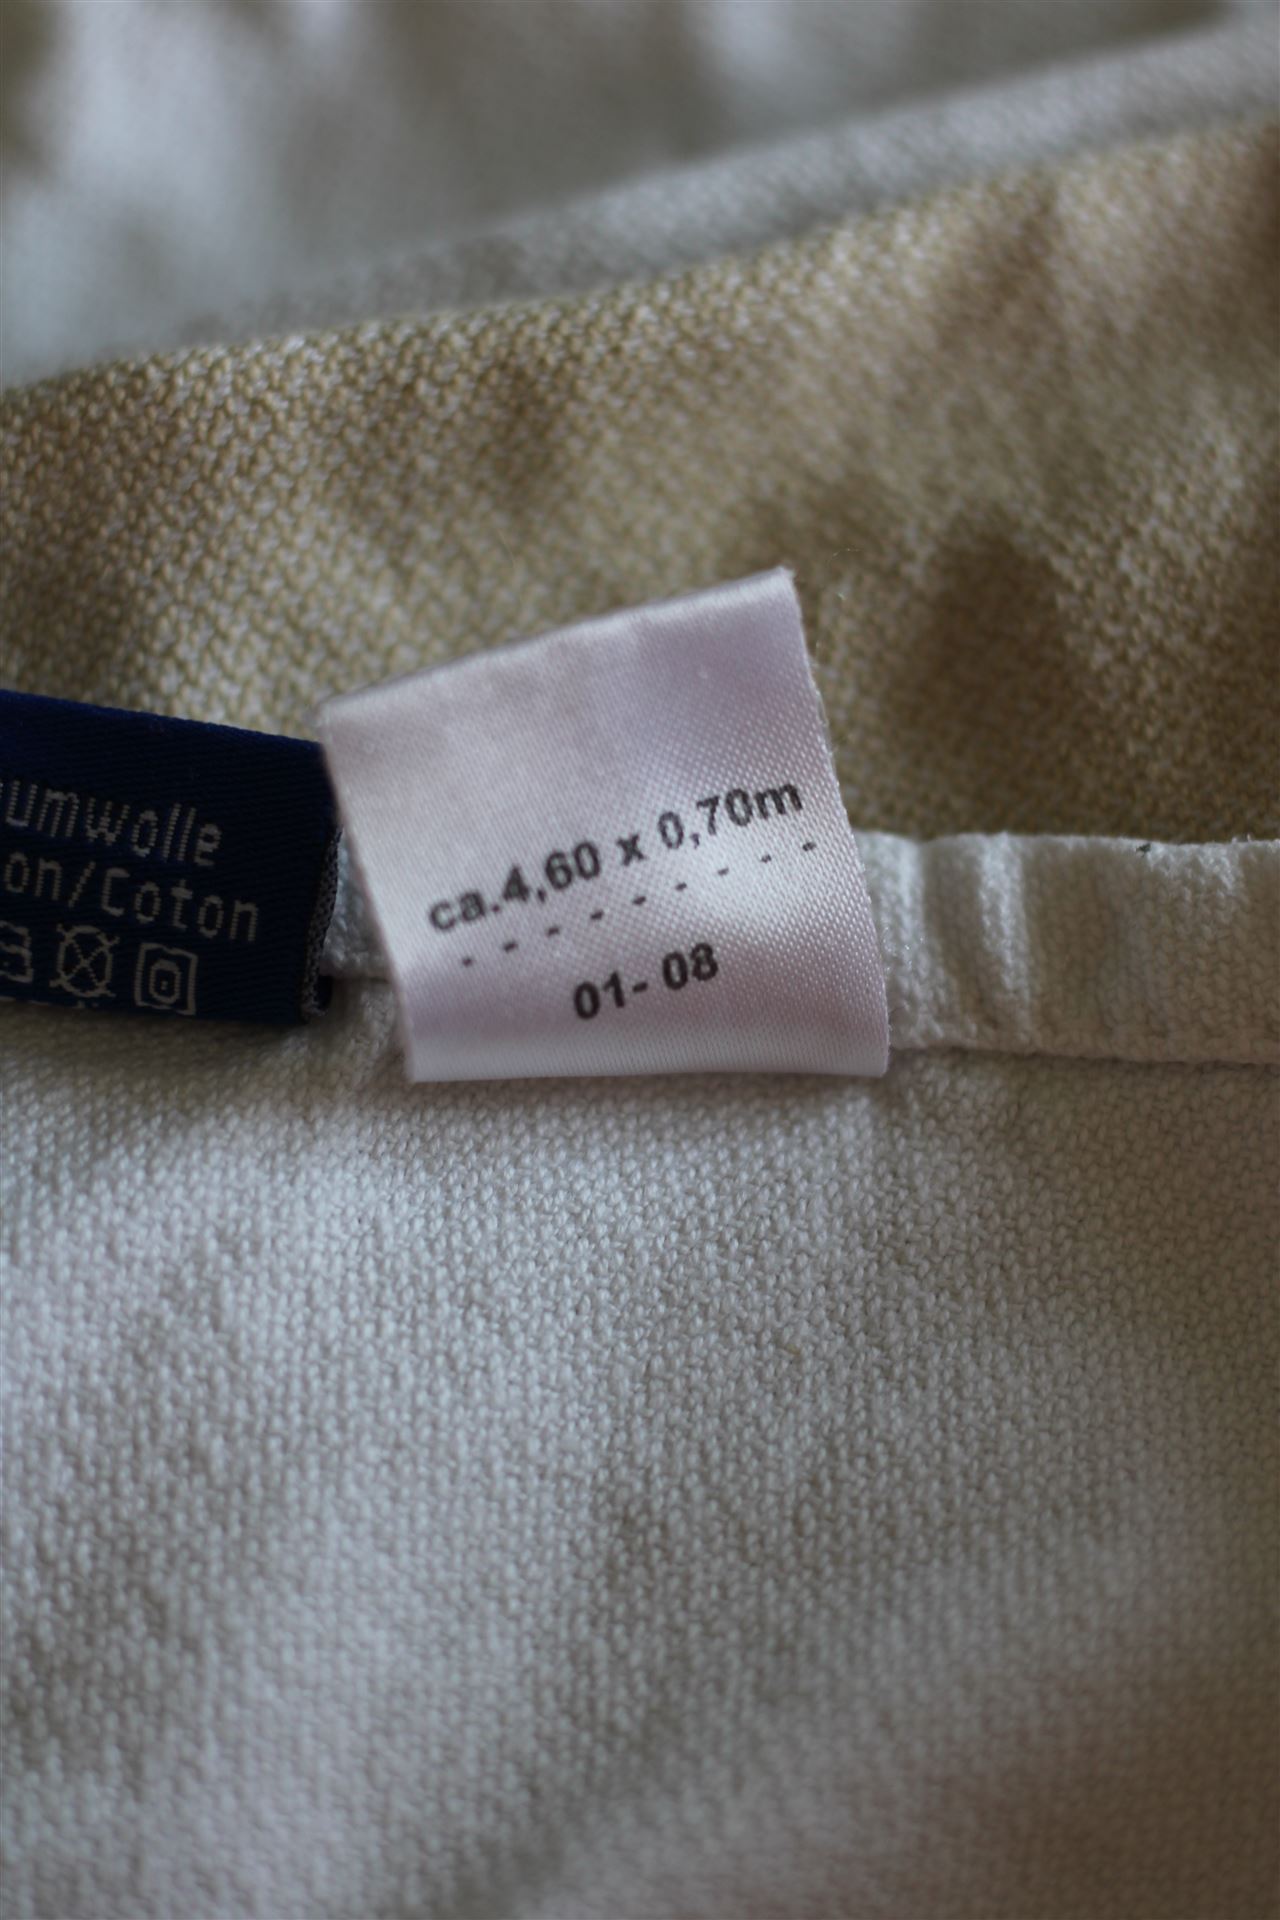 umwolle
on/Coton
ca.4,60 x 0,70m
- - - - - - - - -
01- 08